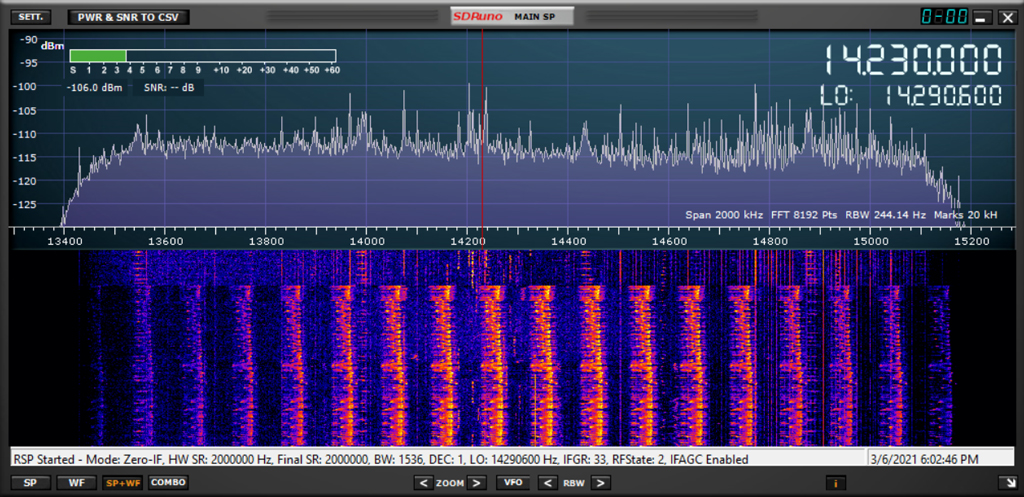 SETT. PWR & SNR TO CSV SDRuno MAIN SP 0-00
-90 dBm
-95
S 1 2 3 4 5 6 7 8 9 +10 +20 +30 +40 +50 +60
-100 -106.0 dBm SNR: -- dB
14.230.000
LO: 14.290.600
-105
-110
-115
-120
-125
Span 2000 kHz FFT 8192 Pts RBW 244.14 Hz Marks 20 kH
13400 13600 13800 14000 14200 14400 14600 14800 15000 15200
RSP Started - Mode: Zero-IF, HW SR: 2000000 Hz, Final SR: 2000000, BW: 1536, DEC: 1, LO: 14290600 Hz, IFGR: 33, RFState: 2, IFAGC Enabled 3/6/2021 6:02:46 PM
SP WF SP+WF COMBO < ZOOM > VFO < RBW > i